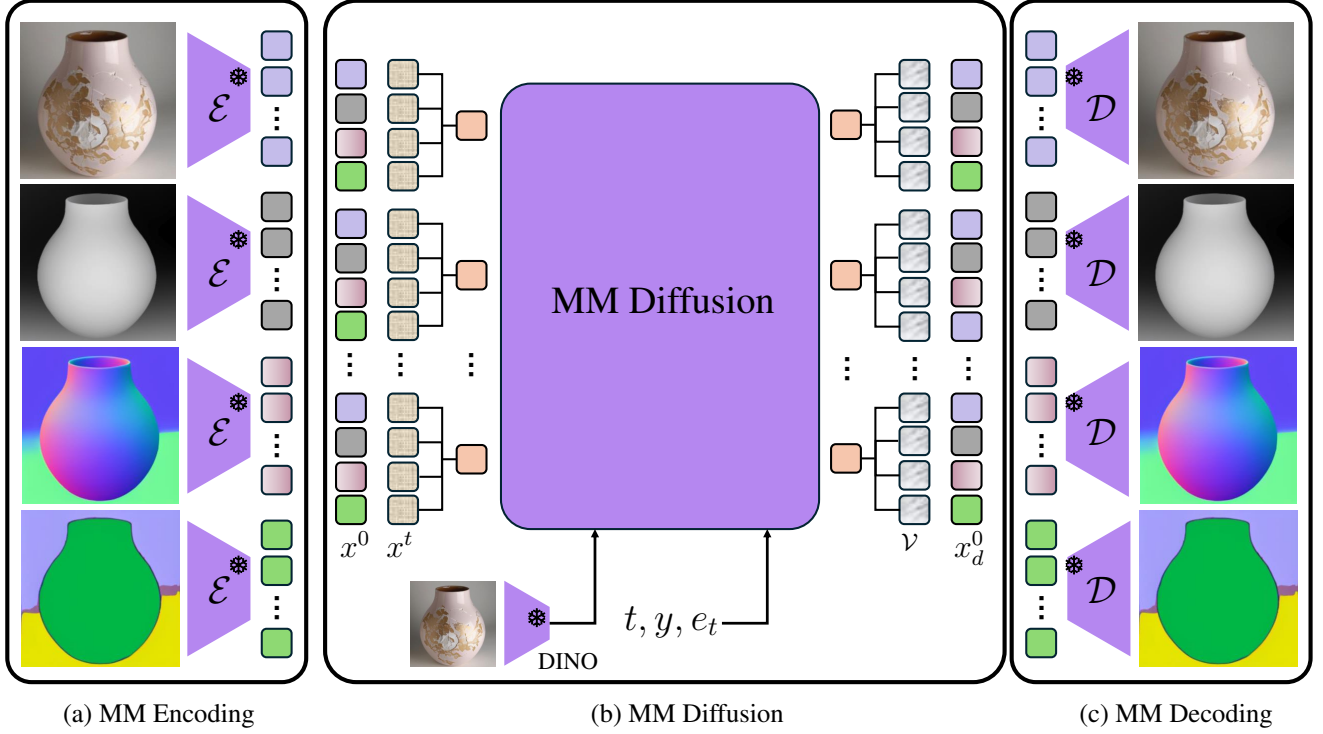 ℰ
ℰ
ℰ
ℰ
MM Diffusion
x^0 x^t
𝒱 x_d^0
t, y, e_t
DINO
𝒟
𝒟
𝒟
𝒟
(a) MM Encoding
(b) MM Diffusion
(c) MM Decoding